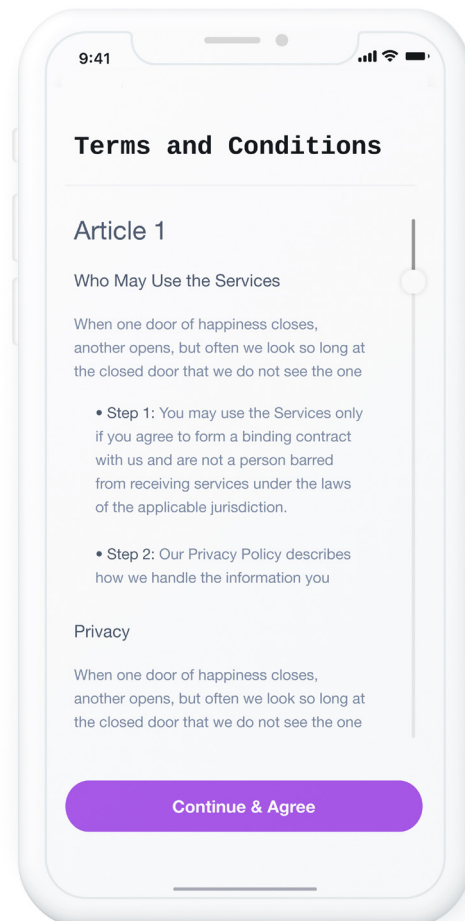 9:41
Terms and Conditions
Article 1
Who May Use the Services
When one door of happiness closes,
another opens, but often we look so long at
the closed door that we do not see the one
• Step 1: You may use the Services only
if you agree to form a binding contract
with us and are not a person barred
from receiving services under the laws
of the applicable jurisdiction.
• Step 2: Our Privacy Policy describes
how we handle the information you
Privacy
When one door of happiness closes,
another opens, but often we look so long at
the closed door that we do not see the one
Continue & Agree